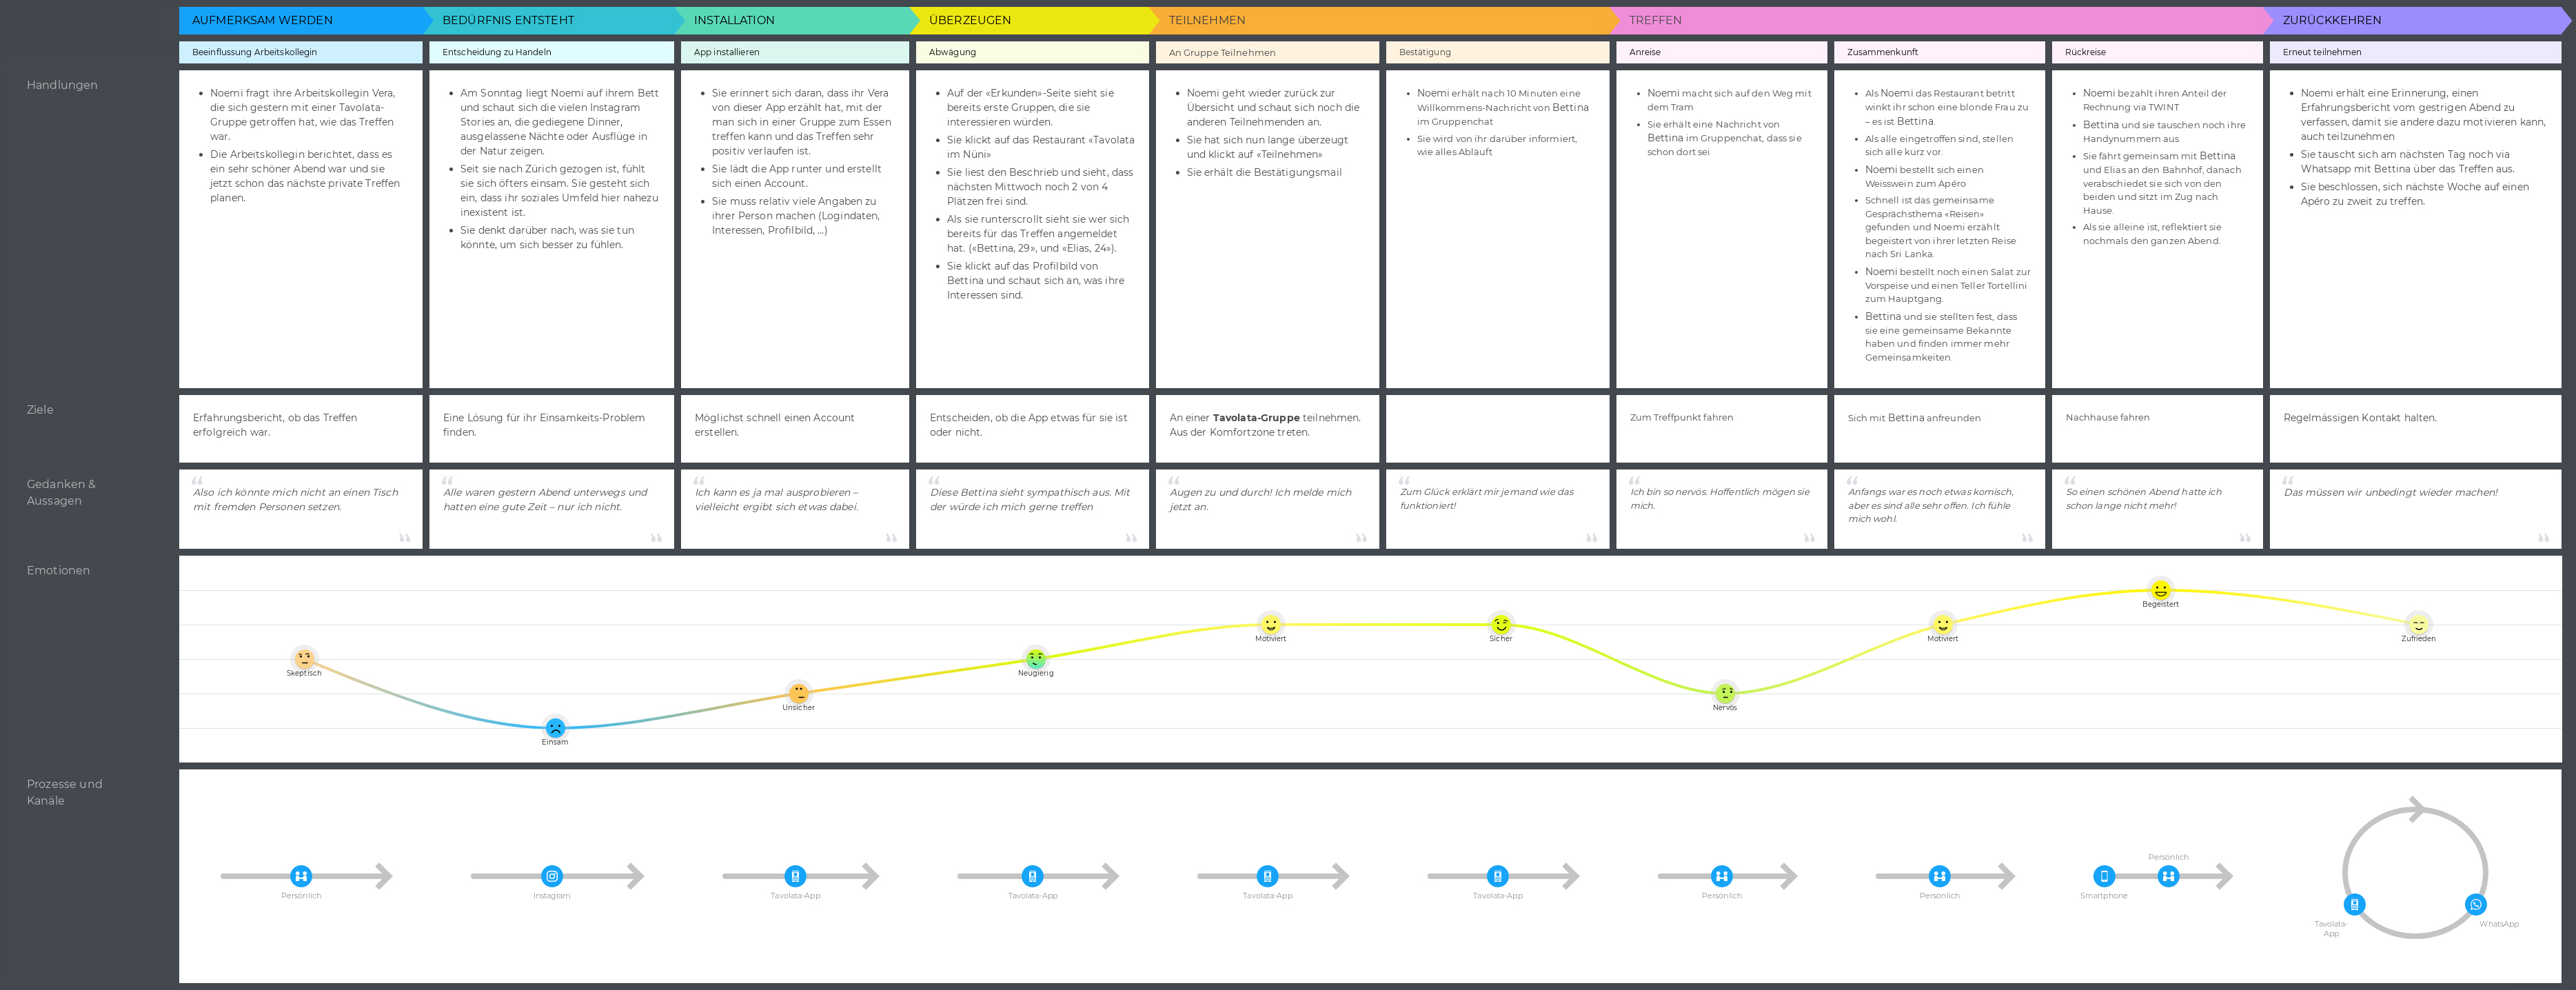 AUFMERKSAM WERDEN
BEDÜRFNIS ENTSTEHT
INSTALLATION
ÜBERZEUGEN
TEILNEHMEN
TREFFEN
ZURÜCKKEHREN
Beeinflussung Arbeitskollegin
Entscheidung zu Handeln
App installieren
Abwägung
An Gruppe Teilnehmen
Bestätigung
Anreise
Zusammenkunft
Rückreise
Erneut teilnehmen
Handlungen
• Noemi fragt ihre Arbeitskollegin Vera,
die sich gestern mit einer Tavolata-
Gruppe getroffen hat, wie das Treffen
war.
• Die Arbeitskollegin berichtet, dass es
ein sehr schöner Abend war und sie
jetzt schon das nächste private Treffen
planen.
• Am Sonntag liegt Noemi auf ihrem Bett
und schaut sich die vielen Instagram
Stories an, die gediegene Dinner,
ausgelassene Nächte oder Ausflüge in
der Natur zeigen.
• Seit sie nach Zürich gezogen ist, fühlt
sie sich öfters einsam. Sie gesteht sich
ein, dass ihr soziales Umfeld hier nahezu
inexistent ist.
• Sie denkt darüber nach, was sie tun
könnte, um sich besser zu fühlen.
• Sie erinnert sich daran, dass ihr Vera
von dieser App erzählt hat, mit der
man sich in einer Gruppe zum Essen
treffen kann und das Treffen sehr
positiv verlaufen ist.
• Sie lädt die App runter und erstellt
sich einen Account.
• Sie muss relativ viele Angaben zu
ihrer Person machen (Logindaten,
Interessen, Profilbild, ...)
• Auf der «Erkunden»-Seite sieht sie
bereits erste Gruppen, die sie
interessieren würden.
• Sie klickt auf das Restaurant «Tavolata
im Nüni»
• Sie liest den Beschrieb und sieht, dass
nächsten Mittwoch noch 2 von 4
Plätzen frei sind.
• Als sie runterscrollt sieht sie wer sich
bereits für das Treffen angemeldet
hat. («Bettina, 29», und «Elias, 24»).
• Sie klickt auf das Profilbild von
Bettina und schaut sich an, was ihre
Interessen sind.
• Noemi geht wieder zurück zur
Übersicht und schaut sich noch die
anderen Teilnehmenden an.
• Sie hat sich nun lange überzeugt
und klickt auf «Teilnehmen»
• Sie erhält die Bestätigungsmail
• Noemi erhält nach 10 Minuten eine
Willkommens-Nachricht von Bettina
im Gruppenchat
• Sie wird von ihr darüber informiert,
wie alles Abläuft
• Noemi macht sich auf den Weg mit
dem Tram
• Sie erhält eine Nachricht von
Bettina im Gruppenchat, dass sie
schon dort sei
• Als Noemi das Restaurant betritt
winkt ihr schon eine blonde Frau zu
– es ist Bettina.
• Als alle eingetroffen sind, stellen
sich alle kurz vor.
• Noemi bestellt sich einen
Weisswein zum Apéro
• Schnell ist das gemeinsame
Gesprächsthema «Reisen»
gefunden und Noemi erzählt
begeistert von ihrer letzten Reise
nach Sri Lanka.
• Noemi bestellt noch einen Salat zur
Vorspeise und einen Teller Tortellini
zum Hauptgang.
• Bettina und sie stellten fest, dass
sie eine gemeinsame Bekannte
haben und finden immer mehr
Gemeinsamkeiten.
• Noemi bezahlt ihren Anteil der
Rechnung via TWINT
• Bettina und sie tauschen noch ihre
Handynummern aus
• Sie fährt gemeinsam mit Bettina
und Elias an den Bahnhof, danach
verabschiedet sie sich von den
beiden und sitzt im Zug nach
Hause.
• Als sie alleine ist, reflektiert sie
nochmals den ganzen Abend.
• Noemi erhält eine Erinnerung, einen
Erfahrungsbericht vom gestrigen Abend zu
verfassen, damit sie andere dazu motivieren kann,
auch teilzunehmen
• Sie tauscht sich am nächsten Tag noch via
Whatsapp mit Bettina über das Treffen aus.
• Sie beschlossen, sich nächste Woche auf einen
Apéro zu zweit zu treffen.
Ziele
Erfahrungsbericht, ob das Treffen
erfolgreich war.
Eine Lösung für ihr Einsamkeits-Problem
finden.
Möglichst schnell einen Account
erstellen.
Entscheiden, ob die App etwas für sie ist
oder nicht.
An einer Tavolata-Gruppe teilnehmen.
Aus der Komfortzone treten.
Zum Treffpunkt fahren
Sich mit Bettina anfreunden
Nachhause fahren
Regelmässigen Kontakt halten.
Gedanken &
Aussagen
“
Also ich könnte mich nicht an einen Tisch
mit fremden Personen setzen.
”
“
Alle waren gestern Abend unterwegs und
hatten eine gute Zeit – nur ich nicht.
”
“
Ich kann es ja mal ausprobieren –
vielleicht ergibt sich etwas dabei.
”
“
Diese Bettina sieht sympathisch aus. Mit
der würde ich mich gerne treffen
”
“
Augen zu und durch! Ich melde mich
jetzt an.
”
“
Zum Glück erklärt mir jemand wie das
funktioniert!
”
“
Ich bin so nervös. Hoffentlich mögen sie
mich.
”
“
Anfangs war es noch etwas komisch,
aber es sind alle sehr offen. Ich fühle
mich wohl.
”
“
So einen schönen Abend hatte ich
schon lange nicht mehr!
”
“
Das müssen wir unbedingt wieder machen!
”
Emotionen
Skeptisch
Einsam
Unsicher
Neugierig
Motiviert
Sicher
Nervös
Motiviert
Begeistert
Zufrieden
Prozesse und
Kanäle
Persönlich
Instagram
Tavolata-App
Tavolata-App
Tavolata-App
Tavolata-App
Persönlich
Persönlich
Smartphone
Persönlich
Tavolata-
App
WhatsApp